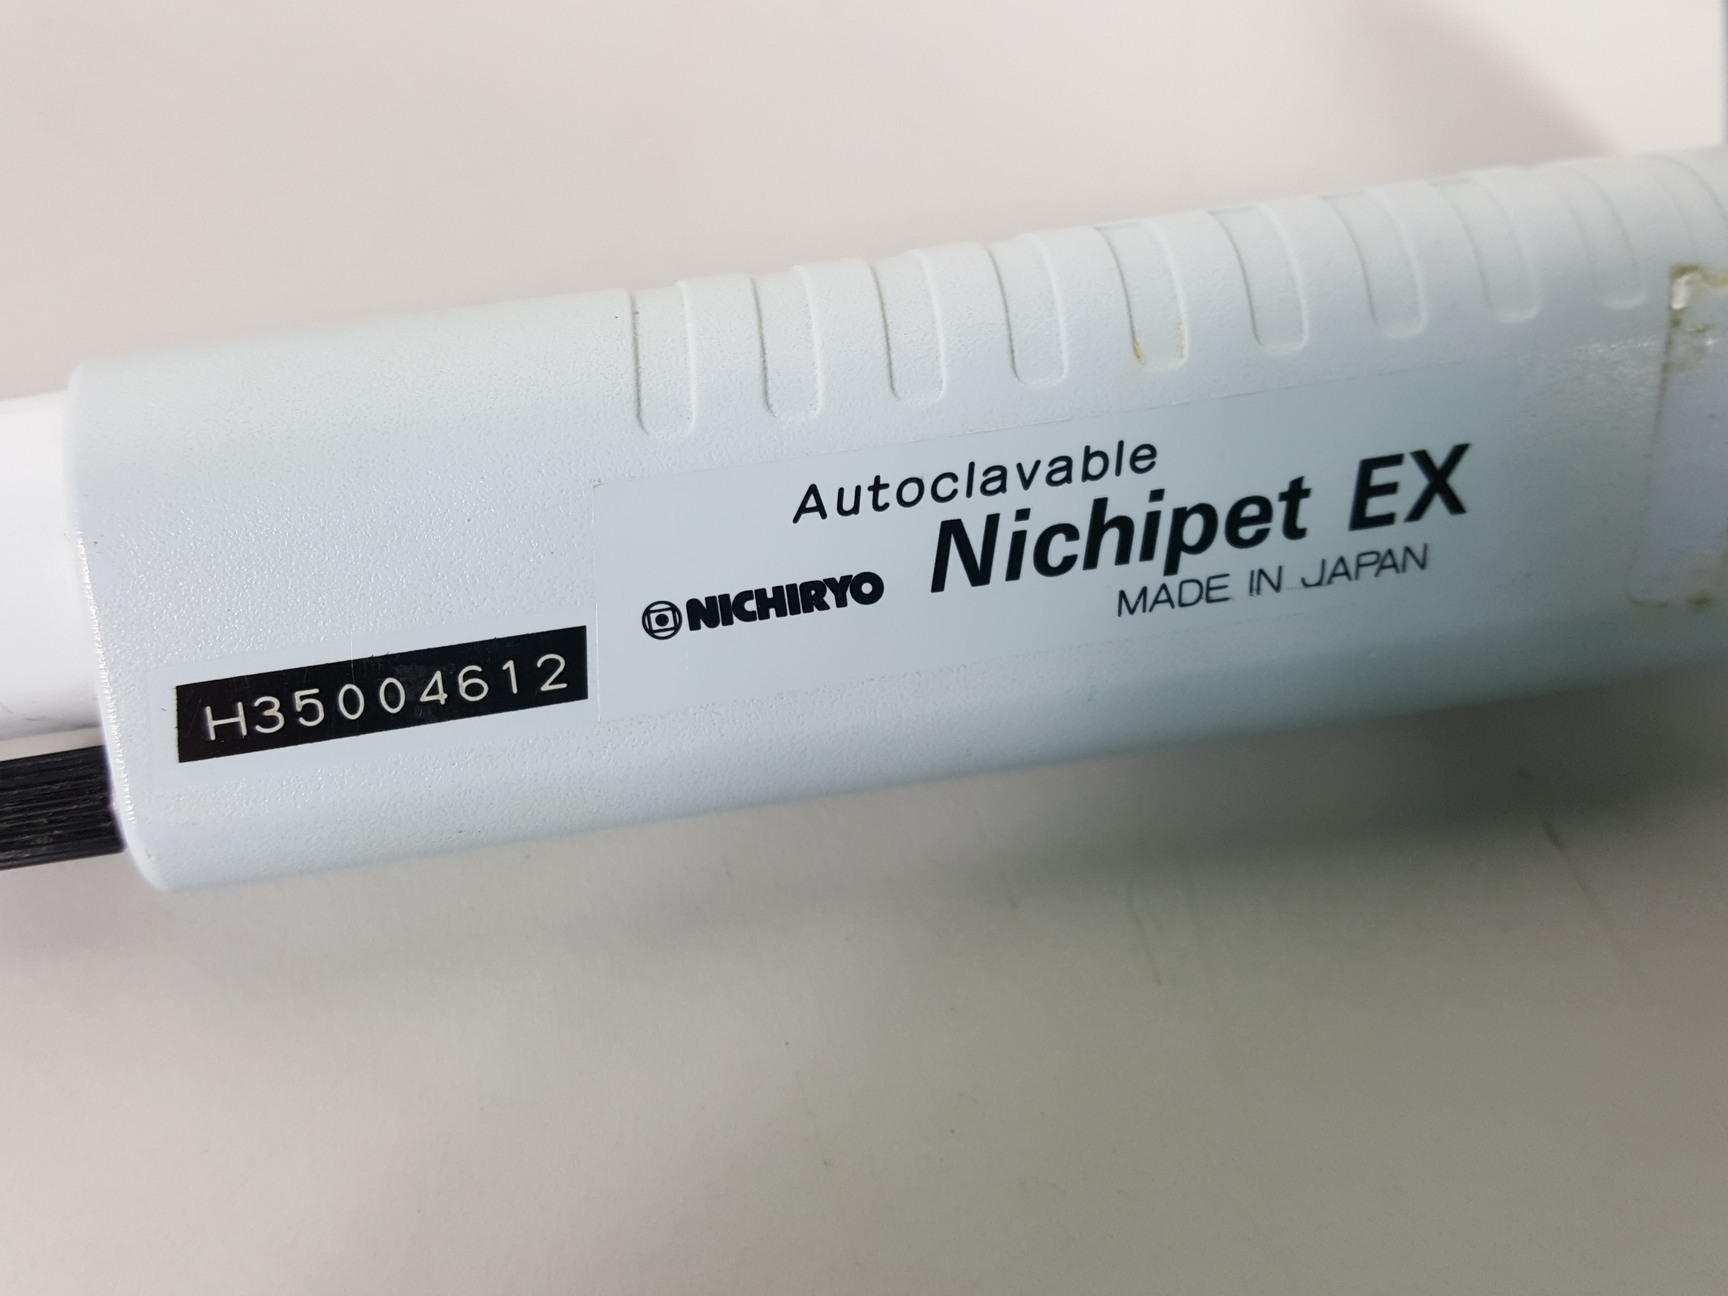 Autoclavable
Nichipet EX
NICHIRYO
MADE IN JAPAN
H35004612